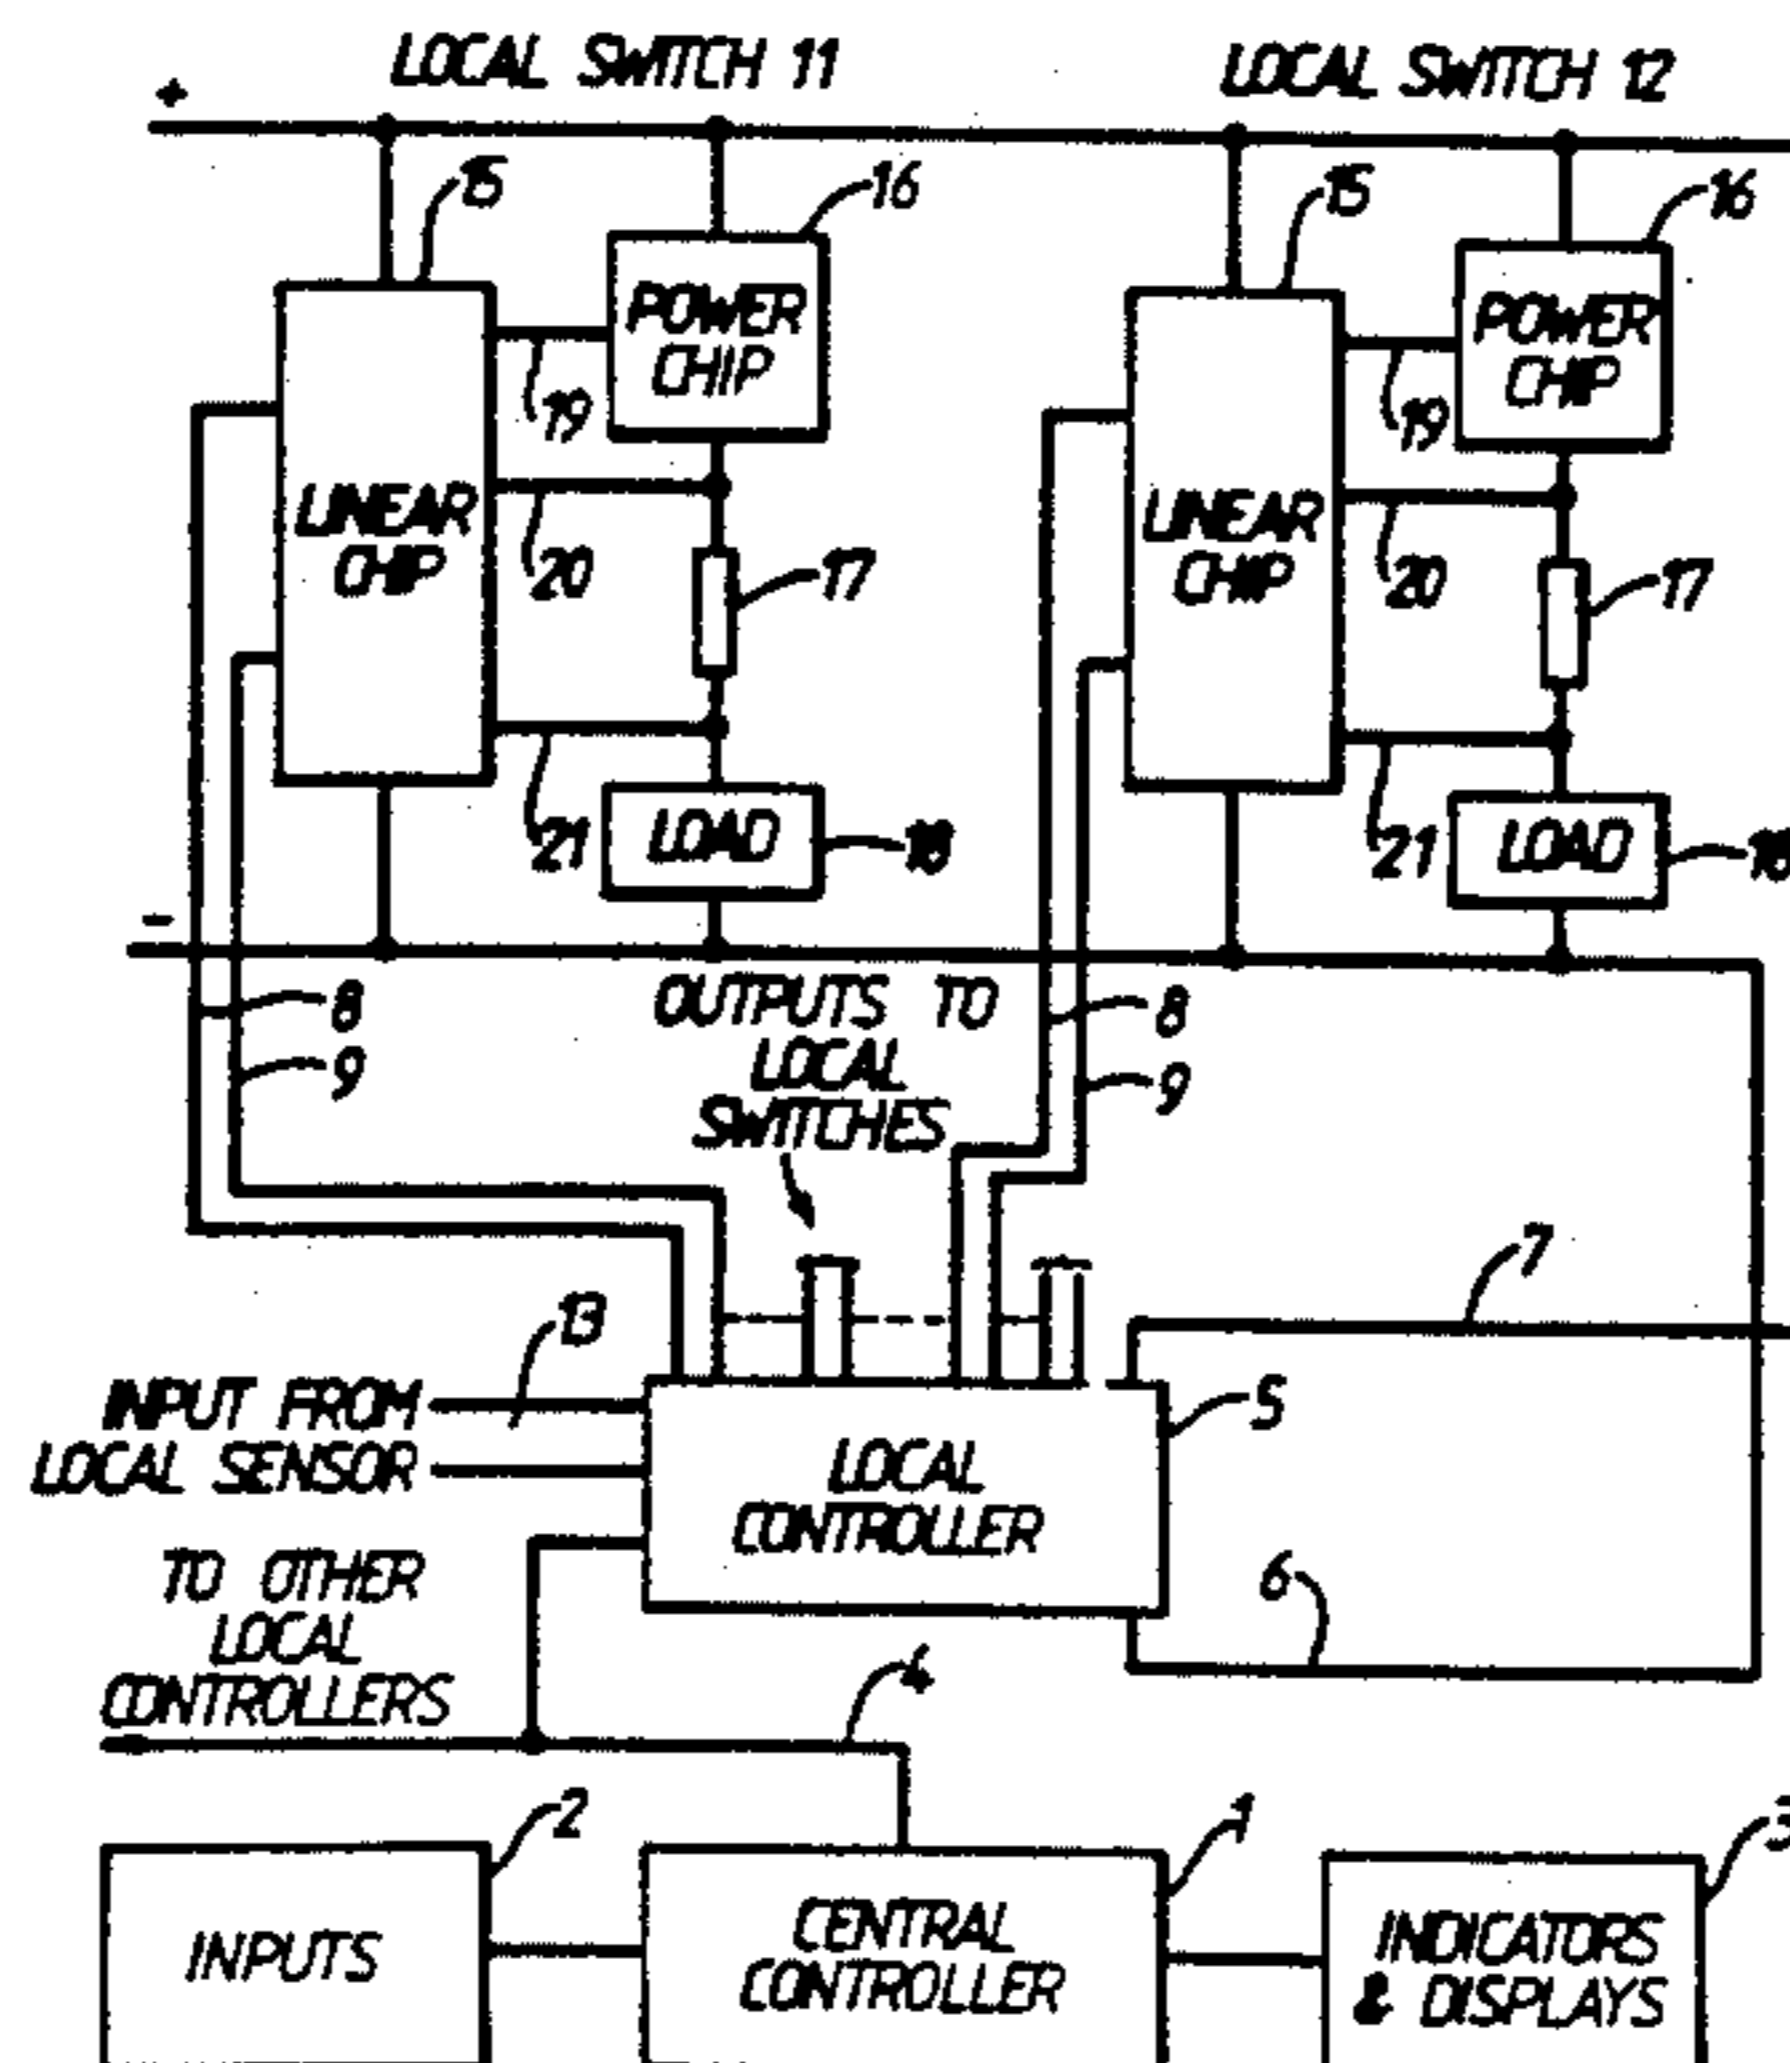 LOCAL SWITCH 11
LOCAL SWITCH 12
+
15
16
15
16
POWER
CHIP
POWER
CHIP
19
19
LINEAR
CHIP
LINEAR
CHIP
20
17
20
17
21
LOAD
18
21
LOAD
18
-
8
OUTPUTS TO
LOCAL
SWITCHES
8
9
9
7
13
INPUT FROM
LOCAL SENSOR
5
LOCAL
CONTROLLER
6
TO OTHER
LOCAL
CONTROLLERS
4
2
1
3
INPUTS
CENTRAL
CONTROLLER
INDICATORS
& DISPLAYS